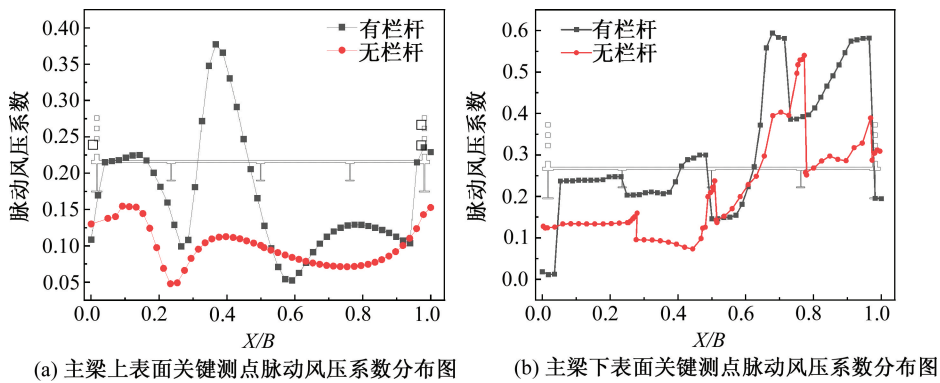 脉动风压系数
0.40
0.35
0.30
0.25
0.20
0.15
0.10
0.05
有栏杆
无栏杆
0.0 0.2 0.4 0.6 0.8 1.0
X/B
(a) 主梁上表面关键测点脉动风压系数分布图
脉动风压系数
0.6
0.5
0.4
0.3
0.2
0.1
0.0
有栏杆
无栏杆
0.0 0.2 0.4 0.6 0.8 1.0
X/B
(b) 主梁下表面关键测点脉动风压系数分布图